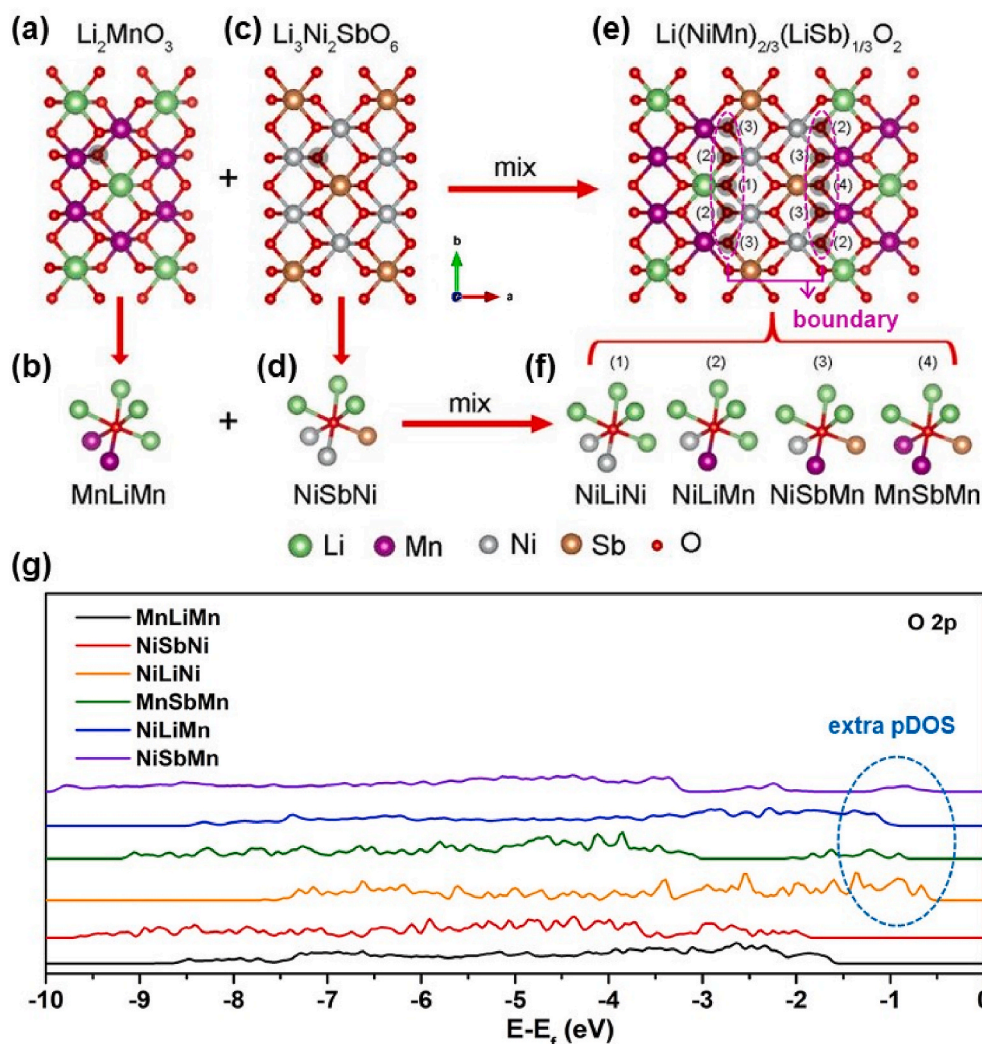 (a) (c) (e)
Li₂MnO₃ Li₃Ni₂SbO₆ Li(NiMn)₂/₃(LiSb)₁/₃O₂
(3) (2)
(2) (3)
+ mix (1) (4)
(2) (3)
b (3) (2)
a
boundary
(b) (d) (f) (1) (2) (3) (4)
+ mix
MnLiMn NiSbNi NiLiNi NiLiMn NiSbMn MnSbMn
Li Mn Ni Sb O
(g)
MnLiMn O 2p
NiSbNi
NiLiNi
MnSbMn extra pDOS
NiLiMn
NiSbMn
-10 -9 -8 -7 -6 -5 -4 -3 -2 -1 0
E-E_f (eV)